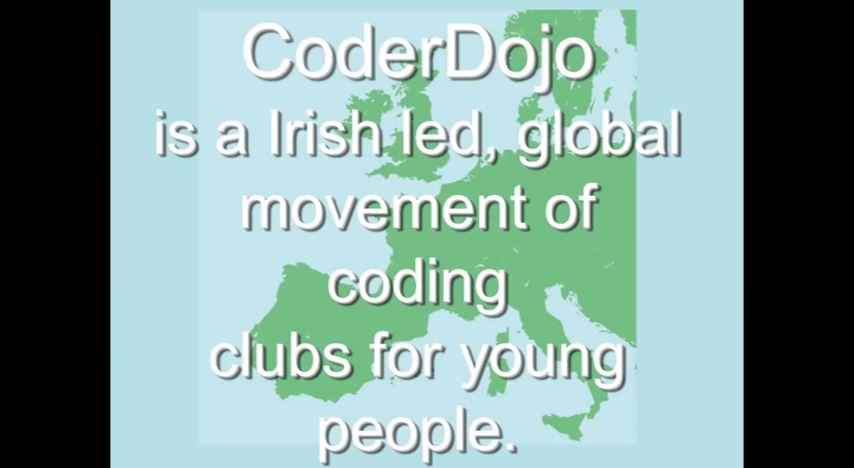 CoderDojo
is a Irish led, global
movement of
coding
clubs for young
people.